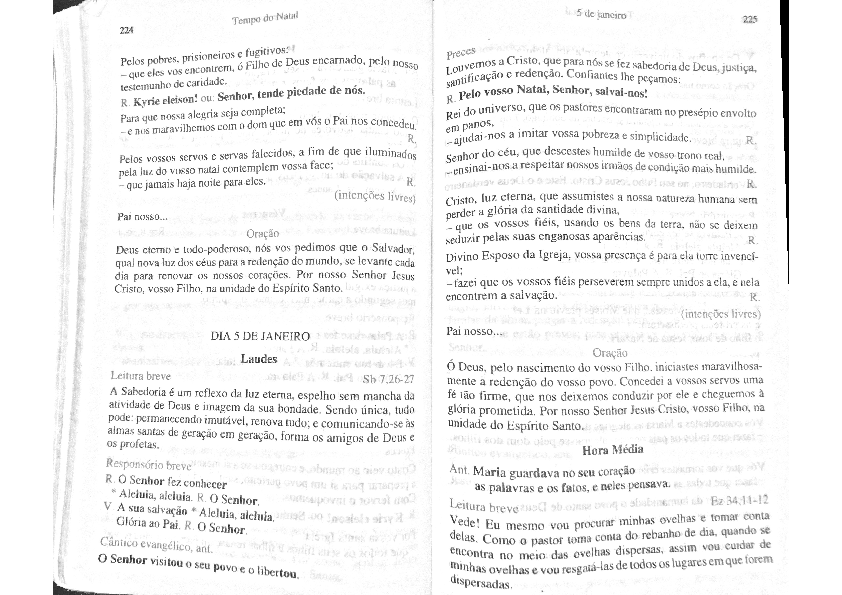 224
Tempo do Natal
Pelos pobres, prisioneiros e fugitivos:
– que eles vos encontrem, ó Filho de Deus encarnado, pelo nosso
testemunho de caridade.
R. Kyrie eleison! ou: Senhor, tende piedade de nós.
Para que nossa alegria seja completa;
– e nos maravilhemos com o dom que em vós o Pai nos concedeu.
R.
Pelos vossos servos e servas falecidos, a fim de que iluminados
pela luz do vosso natal contemplem vossa face;
– que jamais haja noite para eles. R.
(intenções livres)
Pai nosso...
Oração
Deus eterno e todo-poderoso, nós vos pedimos que o Salvador,
qual nova luz dos céus para a redenção do mundo, se levante cada
dia para renovar os nossos corações. Por nosso Senhor Jesus
Cristo, vosso Filho, na unidade do Espírito Santo.
DIA 5 DE JANEIRO
Laudes
Leitura breve Sb 7,26-27
A Sabedoria é um reflexo da luz eterna, espelho sem mancha da
atividade de Deus e imagem da sua bondade. Sendo única, tudo
pode; permanecendo imutável, renova tudo; e comunicando-se às
almas santas de geração em geração, forma os amigos de Deus e
os profetas.
Responsório breve
R. O Senhor fez conhecer
* Aleluia, aleluia. R. O Senhor.
V. A sua salvação * Aleluia, aleluia.
Glória ao Pai. R. O Senhor.
Cântico evangélico, ant.
O Senhor visitou o seu povo e o libertou.
5 de janeiro
225
Preces
Louvemos a Cristo, que para nós se fez sabedoria de Deus, justiça,
santificação e redenção. Confiantes lhe peçamos:
R. Pelo vosso Natal, Senhor, salvai-nos!
Rei do universo, que os pastores encontraram no presépio envolto
em panos,
– ajudai-nos a imitar vossa pobreza e simplicidade. R.
Senhor do céu, que descestes humilde de vosso trono real,
– ensinai-nos a respeitar nossos irmãos de condição mais humilde.
R.
Cristo, luz eterna, que assumistes a nossa natureza humana sem
perder a glória da santidade divina,
– que os vossos fiéis, usando os bens da terra, não se deixem
seduzir pelas suas enganosas aparências. R.
Divino Esposo da Igreja, vossa presença é para ela torre invencí-
vel;
– fazei que os vossos fiéis perseverem sempre unidos a ela, e nela
encontrem a salvação. R.
(intenções livres)
Pai nosso...
Oração
Ó Deus, pelo nascimento do vosso Filho, iniciastes maravilhosa-
mente a redenção do vosso povo. Concedei a vossos servos uma
fé tão firme, que nos deixemos conduzir por ele e cheguemos à
glória prometida. Por nosso Senhor Jesus Cristo, vosso Filho, na
unidade do Espírito Santo.
Hora Média
Ant. Maria guardava no seu coração
as palavras e os fatos, e neles pensava.
Leitura breve Ez 34,11-12
Vede! Eu mesmo vou procurar minhas ovelhas e tomar conta
delas. Como o pastor toma conta do rebanho de dia, quando se
encontra no meio das ovelhas dispersas, assim vou cuidar de
minhas ovelhas e vou resgatá-las de todos os lugares em que forem
dispersadas.